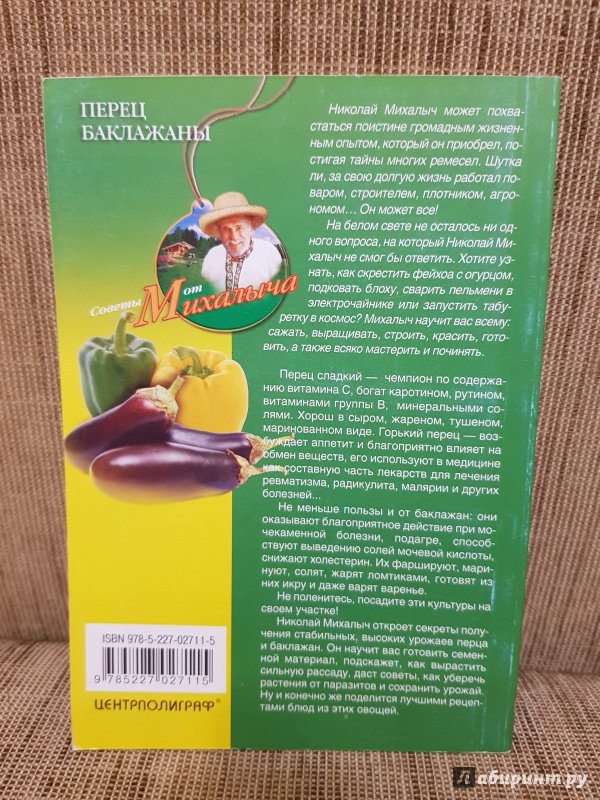 ПЕРЕЦ
БАКЛАЖАНЫ
Советы от
Михалыча
Николай Михалыч может похва-
статься поистине громадным жизнен-
ным опытом, который он приобрел, по-
стигая тайны многих ремесел. Шутка
ли, за свою долгую жизнь работал по-
варом, строителем, плотником, агро-
номом... Он может все!
На белом свете не осталось ни од-
ного вопроса, на который Николай Ми-
халыч не смог бы ответить. Хотите уз-
нать, как скрестить фейхоа с огурцом,
подковать блоху, сварить пельмени в
электрочайнике или запустить табу-
ретку в космос? Михалыч научит вас всему:
сажать, выращивать, строить, красить, гото-
вить, а также всяко мастерить и починять.
Перец сладкий — чемпион по содержа-
нию витамина С, богат каротином, рутином,
витаминами группы В, минеральными со-
лями. Хорош в сыром, жареном, тушеном,
маринованном виде. Горький перец — воз-
буждает аппетит и благоприятно влияет на
обмен веществ, его используют в медицине
как составную часть лекарств для лечения
ревматизма, радикулита, малярии и других
болезней...
Не меньше пользы и от баклажан: они
оказывают благоприятное действие при мо-
чекаменной болезни, подагре, способ-
ствуют выведению солей мочевой кислоты,
снижают холестерин. Их фаршируют, мари-
нуют, солят, жарят ломтиками, готовят из
них икру и даже варят варенье.
Не поленитесь, посадите эти культуры на
своем участке!
Николай Михалыч откроет секреты полу-
чения стабильных, высоких урожаев перца
и баклажан. Он научит вас готовить семен-
ной материал, подскажет, как вырастить
сильную рассаду, даст советы, как уберечь
растения от паразитов и сохранить урожай.
Ну и конечно же поделится лучшими рецеп-
тами блюд из этих овощей.
ISBN 978-5-227-02711-5
9 785227 027115
ЦЕНТРПОЛИГРАФ®
лабиринт.ру